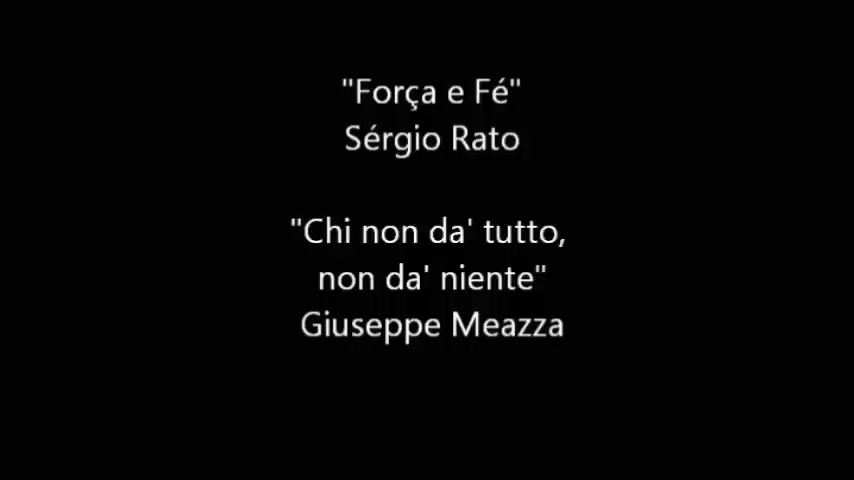 "Força e Fé"
Sérgio Rato
"Chi non da' tutto,
non da' niente"
Giuseppe Meazza